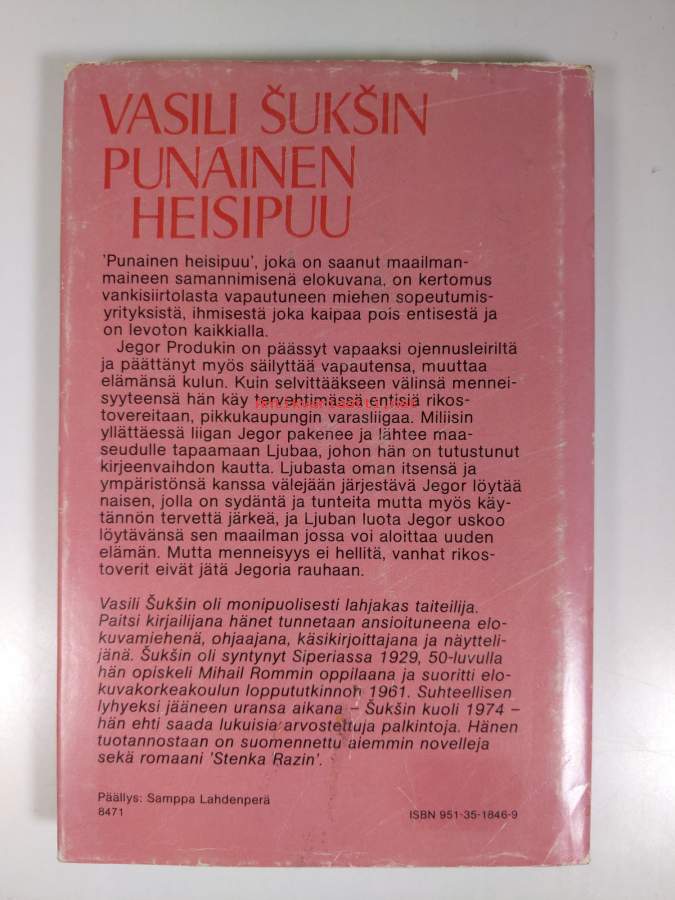 VASILI ŠUKŠIN
PUNAINEN
HEISIPUU
'Punainen heisipuu', joka on saanut maailman-
maineen samannimisenä elokuvana, on kertomus
vankisiirtolasta vapautuneen miehen sopeutumis-
yrityksistä, ihmisestä joka kaipaa pois entisestä ja
on levoton kaikkialla.
Jegor Produkin on päässyt vapaaksi ojennusleiriltä
ja päättänyt myös säilyttää vapautensa, muuttaa
elämänsä kulun. Kuin selvittääkseen välinsä mennei-
syyteensä hän käy tervehtimässä entisiä rikos-
tovereitaan, pikkukaupungin varasliigaa. Miliisin
yllättäessä liigan Jegor pakenee ja lähtee maa-
seudulle tapaamaan Ljubaa, johon hän on tutustunut
kirjeenvaihdon kautta. Ljubasta oman itsensä ja
ympäristönsä kanssa välejään järjestävä Jegor löytää
naisen, jolla on sydäntä ja tunteita mutta myös käy-
tännön tervettä järkeä, ja Ljuban luota Jegor uskoo
löytävänsä sen maailman jossa voi aloittaa uuden
elämän. Mutta menneisyys ei hellitä, vanhat rikos-
toverit eivät jätä Jegoria rauhaan.
Vasili Šukšin oli monipuolisesti lahjakas taiteilija.
Paitsi kirjailijana hänet tunnetaan ansioituneena elo-
kuvamiehenä, ohjaajana, käsikirjoittajana ja näytteli-
jänä. Šukšin oli syntynyt Siperiassa 1929, 50-luvulla
hän opiskeli Mihail Rommin oppilaana ja suoritti elo-
kuvakorkeakoulun loppututkinnon 1961. Suhteellisen
lyhyeksi jääneen uransa aikana – Šukšin kuoli 1974 –
hän ehti saada lukuisia arvostettuja palkintoja. Hänen
tuotannostaan on suomennettu aiemmin novelleja
sekä romaani 'Stenka Razin'.
Päällys: Samppa Lahdenperä
8471
ISBN 951-35-1846-9